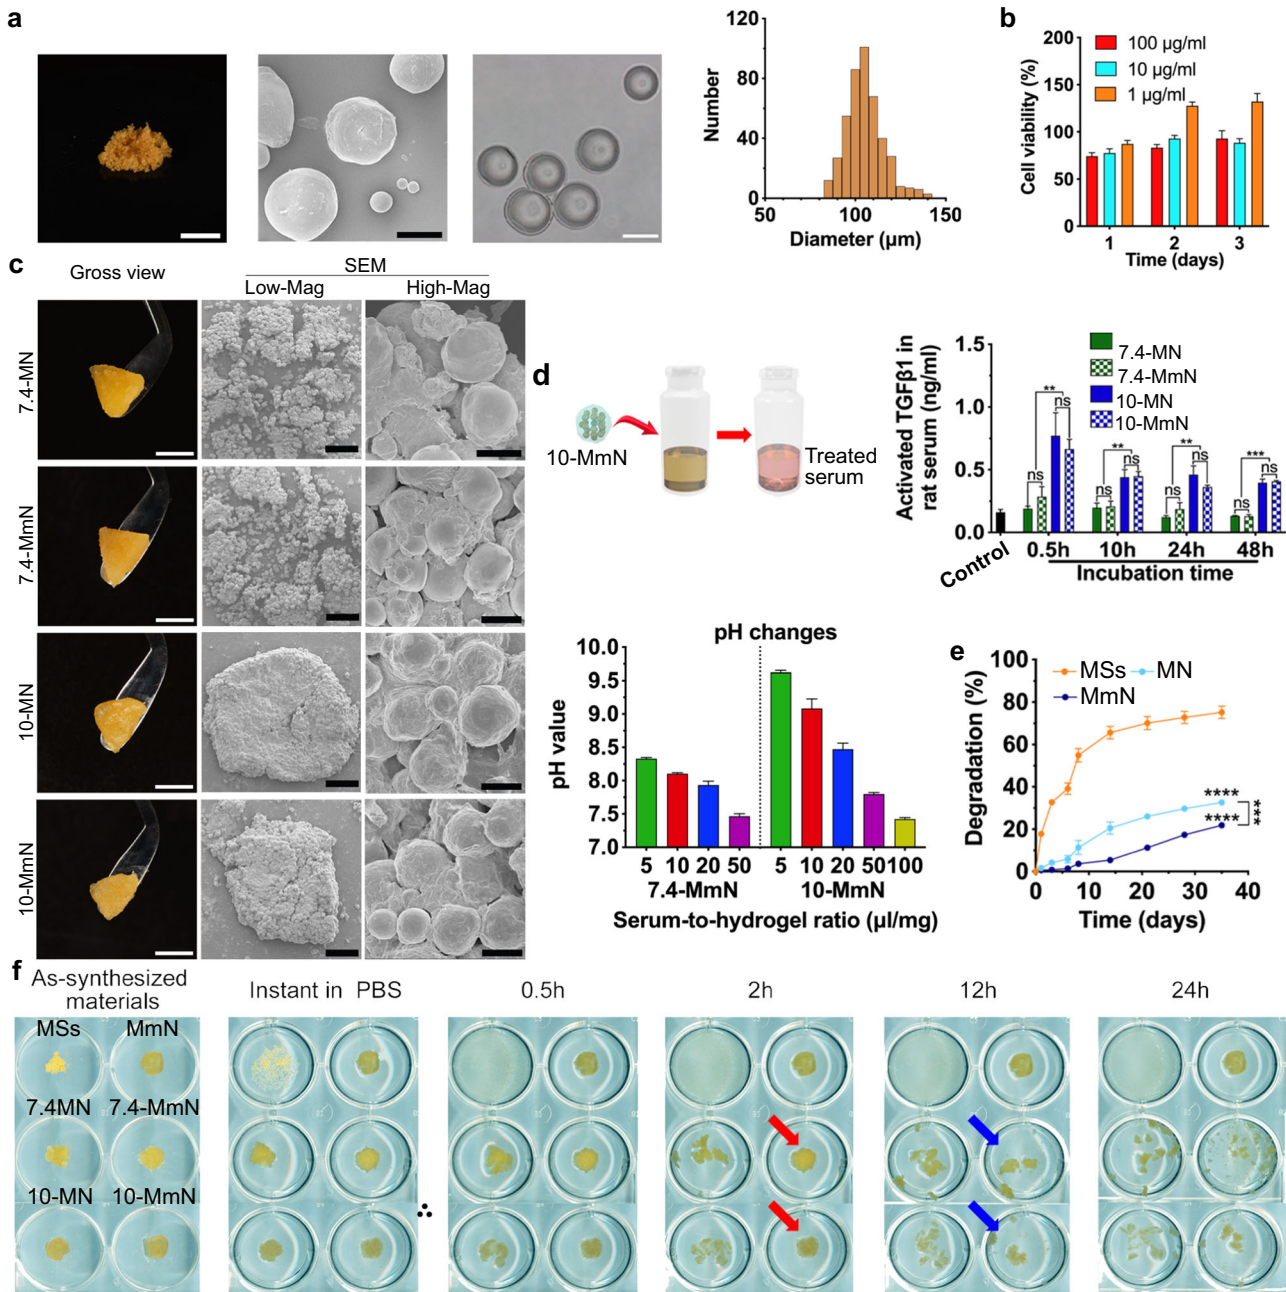 a
120
80
40
0
Number
50
100
150
Diameter (µm)
b
200
150
100
50
0
Cell viability (%)
100 µg/ml
10 µg/ml
1 µg/ml
1
2
3
Time (days)
c
Gross view
SEM
Low-Mag
High-Mag
7.4-MN
7.4-MmN
10-MN
10-MmN
d
10-MmN
Treated
serum
Activated TGFβ1 in
rat serum (ng/ml)
1.5
1.0
0.5
0.0
7.4-MN
7.4-MmN
10-MN
10-MmN
**
ns
ns
**
ns
ns
**
ns
ns
***
ns
ns
Control
0.5h
10h
24h
48h
Incubation time
pH changes
pH value
10.0
9.5
9.0
8.5
8.0
7.5
7.0
5 10 20 50
5 10 20 50 100
7.4-MmN
10-MmN
Serum-to-hydrogel ratio (µl/mg)
e
100
80
60
40
20
0
Degradation (%)
MSs
MN
MmN
****
****
***
0
10
20
30
40
Time (days)
f
As-synthesized
materials
Instant in PBS
0.5h
2h
12h
24h
MSs
MmN
7.4MN
7.4-MmN
10-MN
10-MmN